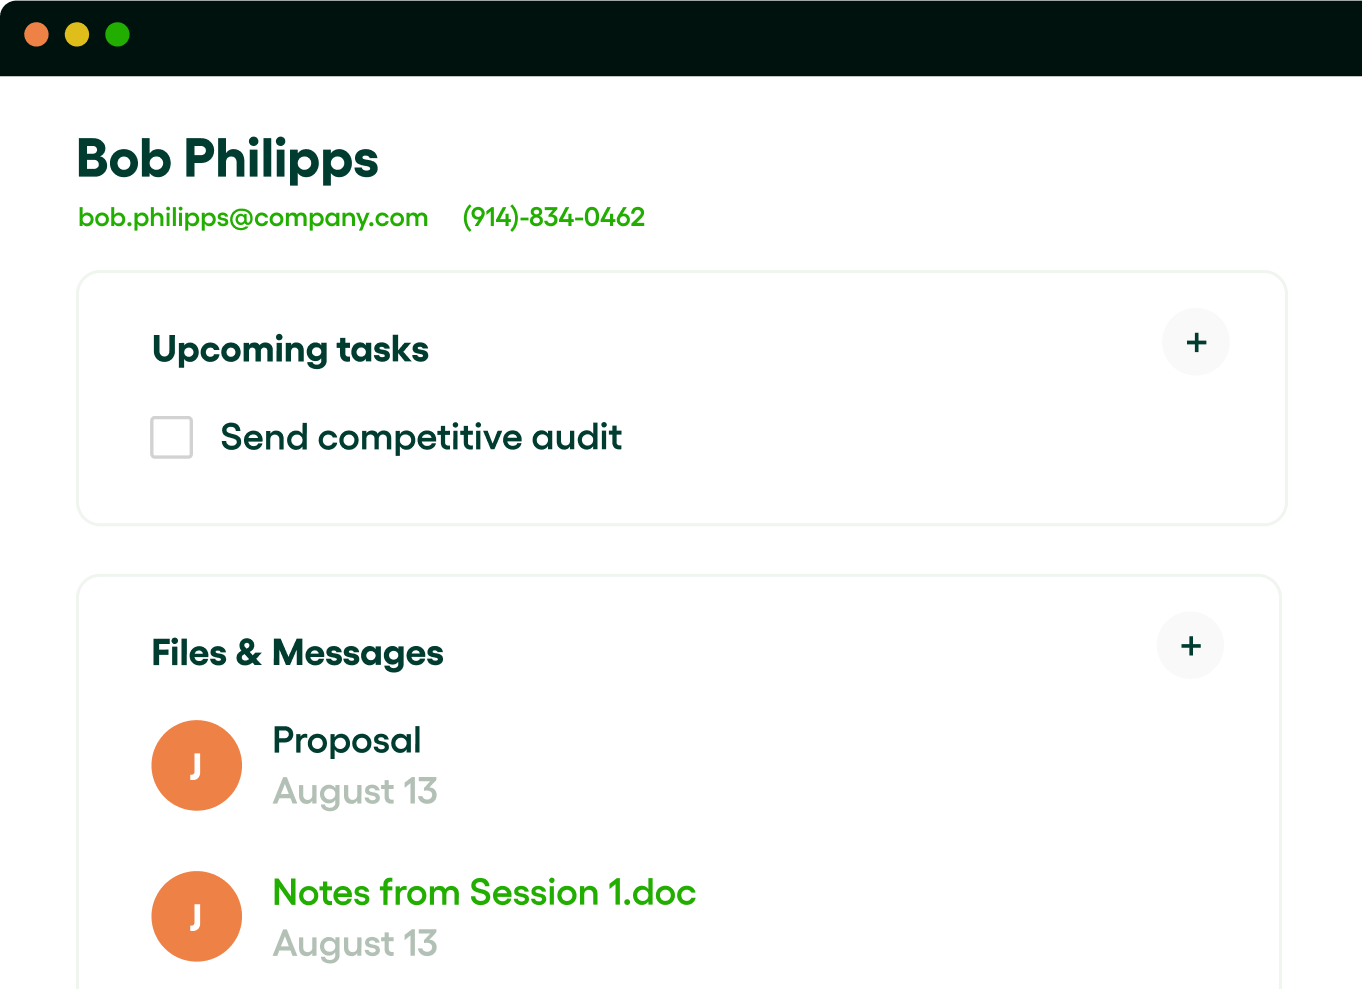 Bob Philipps
bob.philipps@company.com (914)-834-0462
Upcoming tasks
+
Send competitive audit
Files & Messages
+
J
Proposal
August 13
J
Notes from Session 1.doc
August 13